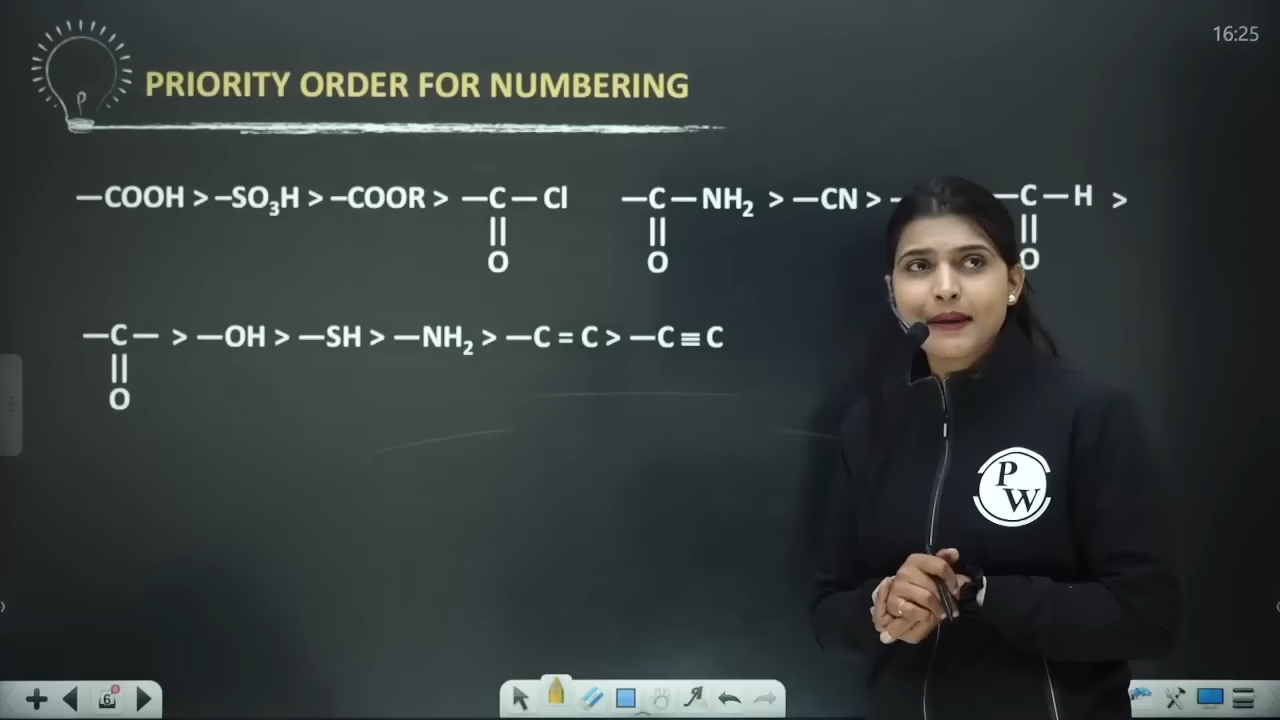 16:25
PRIORITY ORDER FOR NUMBERING
—COOH > —SO₃H > —COOR > —C—Cl —C—NH₂ > —CN > — —C—H >
|| || ||
O O O
—C— > —OH > —SH > —NH₂ > —C=C > —C≡C
||
O
P
W
6